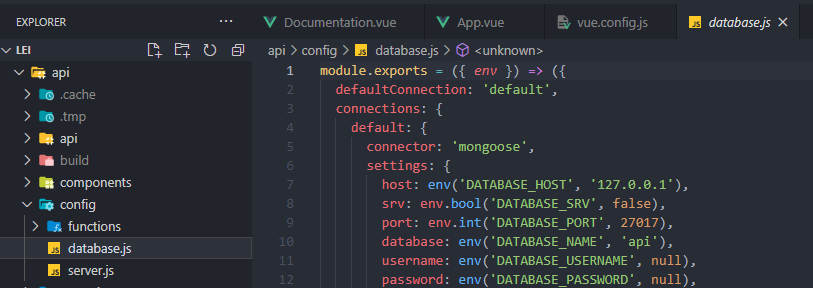 EXPLORER
LEI
api
.cache
.tmp
api
build
components
config
functions
database.js
server.js
Documentation.vue
App.vue
vue.config.js
database.js
api > config > database.js > <unknown>
1 module.exports = ({ env }) => ({
2 defaultConnection: 'default',
3 connections: {
4 default: {
5 connector: 'mongoose',
6 settings: {
7 host: env('DATABASE_HOST', '127.0.0.1'),
8 srv: env.bool('DATABASE_SRV', false),
9 port: env.int('DATABASE_PORT', 27017),
10 database: env('DATABASE_NAME', 'api'),
11 username: env('DATABASE_USERNAME', null),
12 password: env('DATABASE_PASSWORD', null),